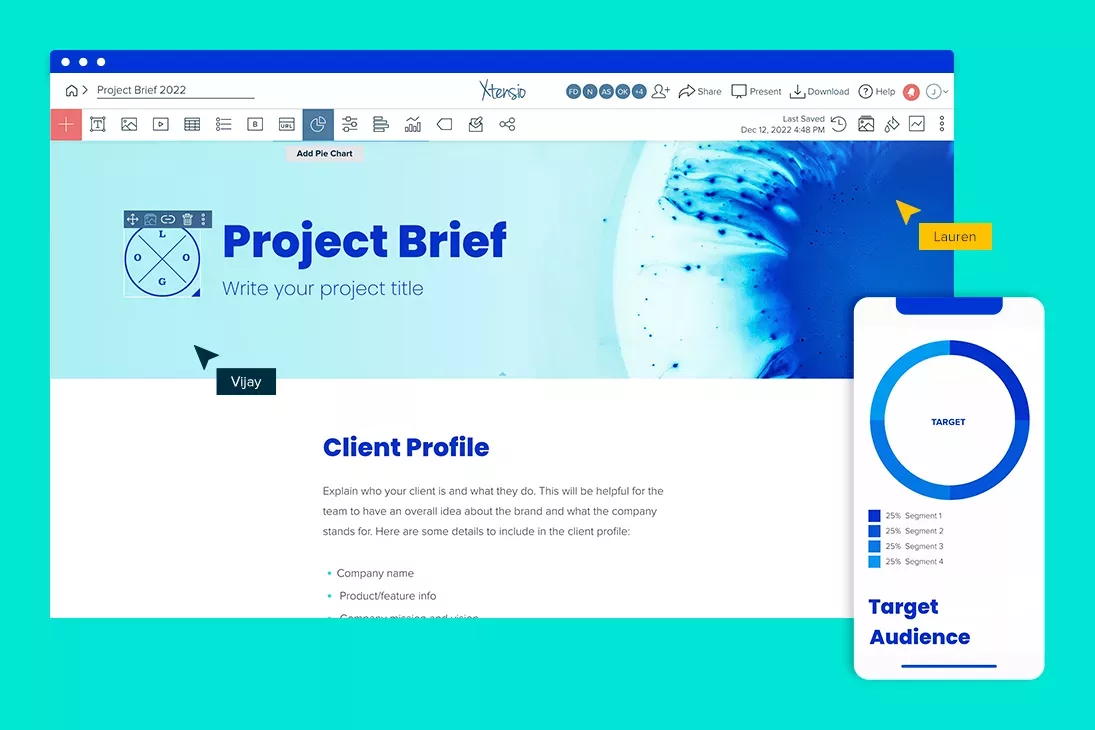 Project Brief 2022
Xtensio
FD N AS OK +4
Share
Present
Download
Help
J
T
B
URL
Last Saved
Dec 12, 2022 4:48 PM
Add Pie Chart
L
O O
G
Project Brief
Write your project title
Lauren
Vijay
Client Profile
Explain who your client is and what they do. This will be helpful for the
team to have an overall idea about the brand and what the company
stands for. Here are some details to include in the client profile:
• Company name
• Product/feature info
• Company mission and vision
TARGET
25% Segment 1
25% Segment 2
25% Segment 3
25% Segment 4
Target
Audience